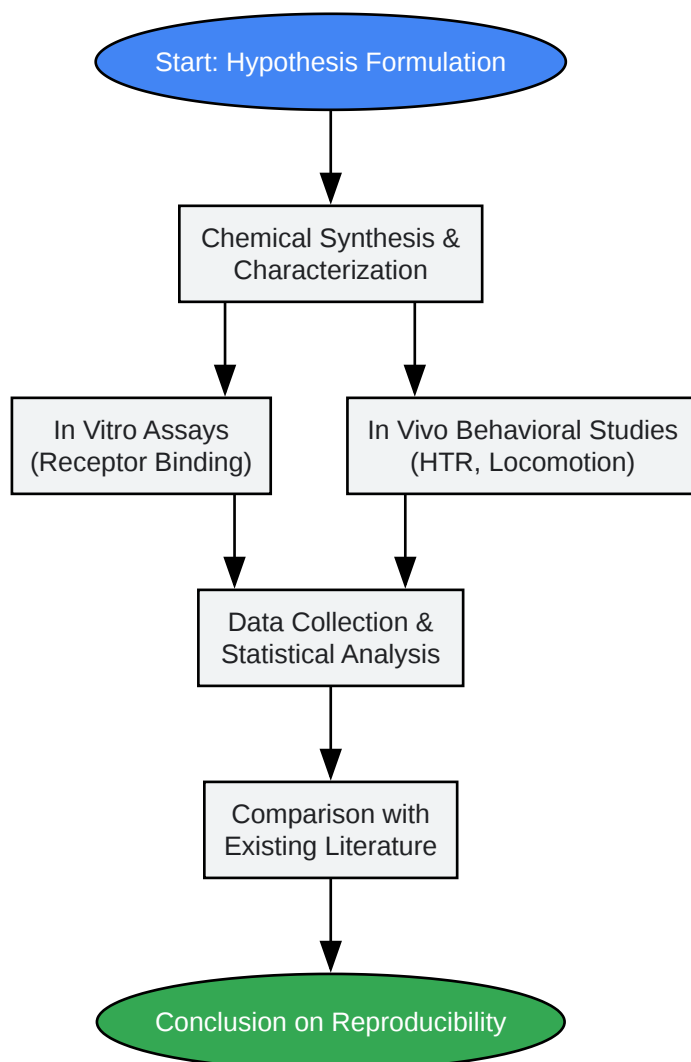 Start: Hypothesis Formulation
Chemical Synthesis &
Characterization
In Vitro Assays
(Receptor Binding)
In Vivo Behavioral Studies
(HTR, Locomotion)
Data Collection &
Statistical Analysis
Comparison with
Existing Literature
Conclusion on Reproducibility